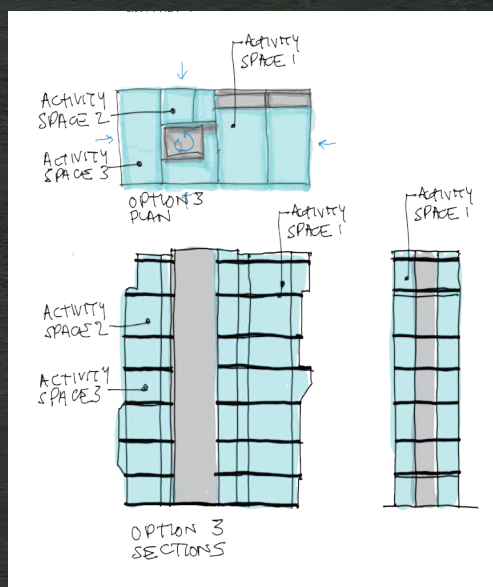 ACTIVITY
SPACE 1
ACTIVITY
SPACE 2
ACTIVITY
SPACE 3
OPTION 3
PLAN
ACTIVITY
SPACE 1
ACTIVITY
SPACE 1
ACTIVITY
SPACE 2
ACTIVITY
SPACE 3
OPTION 3
SECTIONS